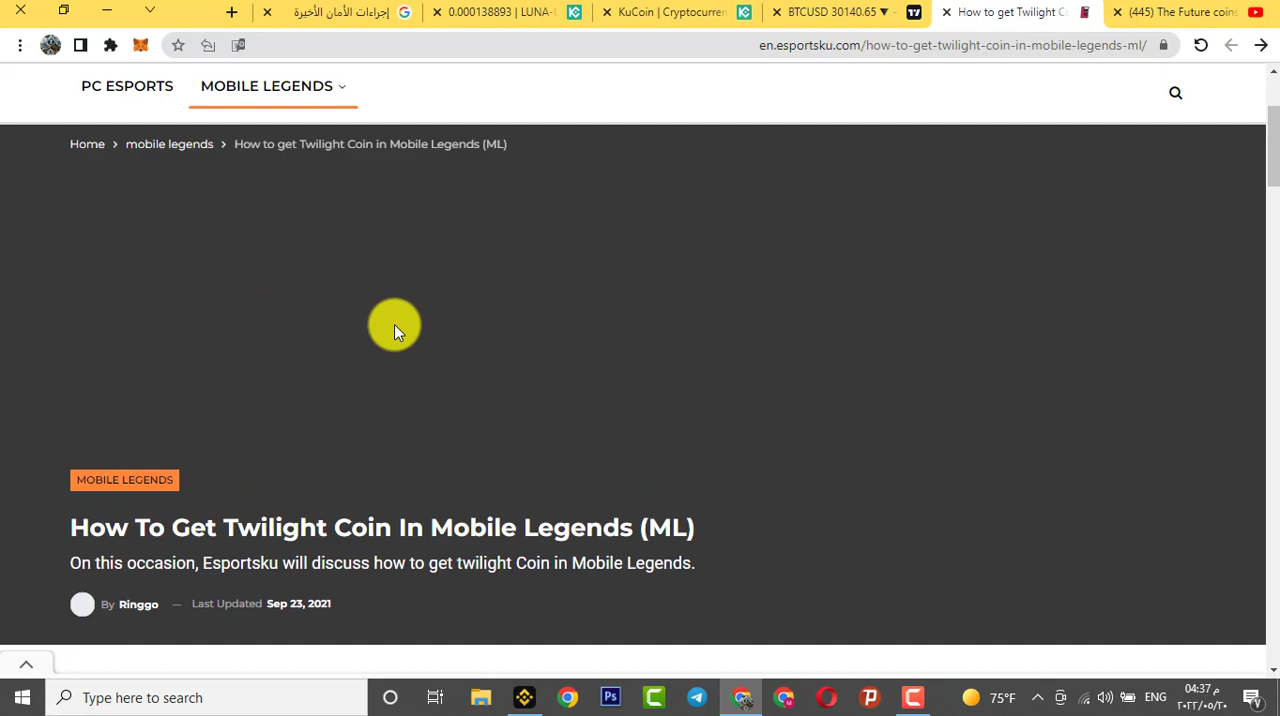 إجراءات الأمان الأخيرة
0.000138893 | LUNA-U
KuCoin | Cryptocurren
BTCUSD 30140.65 ▼ -
How to get Twilight Co
(445) The Future coins
en.esportsku.com/how-to-get-twilight-coin-in-mobile-legends-ml/
PC ESPORTS
MOBILE LEGENDS
Home > mobile legends > How to get Twilight Coin in Mobile Legends (ML)
MOBILE LEGENDS
How To Get Twilight Coin In Mobile Legends (ML)
On this occasion, Esportsku will discuss how to get twilight Coin in Mobile Legends.
By Ringgo — Last Updated Sep 23, 2021
Type here to search
Ps
75°F
ENG
04:37 م